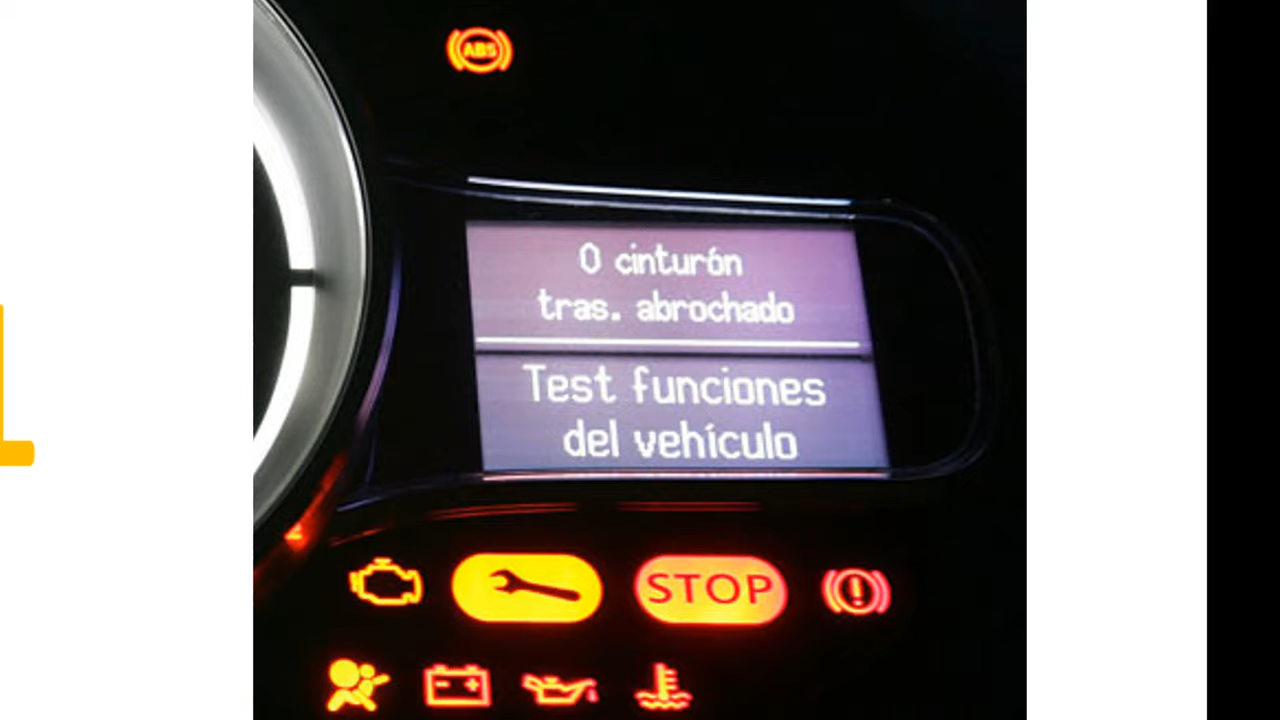 ABS
0 cinturón
tras. abrochado
Test funciones
del vehículo
STOP